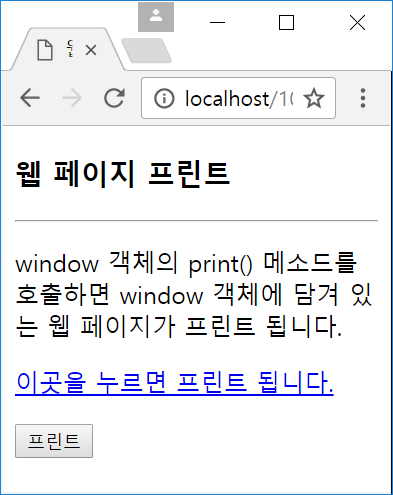 localhost/10
웹 페이지 프린트
window 객체의 print() 메소드를
호출하면 window 객체에 담겨 있
는 웹 페이지가 프린트 됩니다.
이곳을 누르면 프린트 됩니다.
프린트